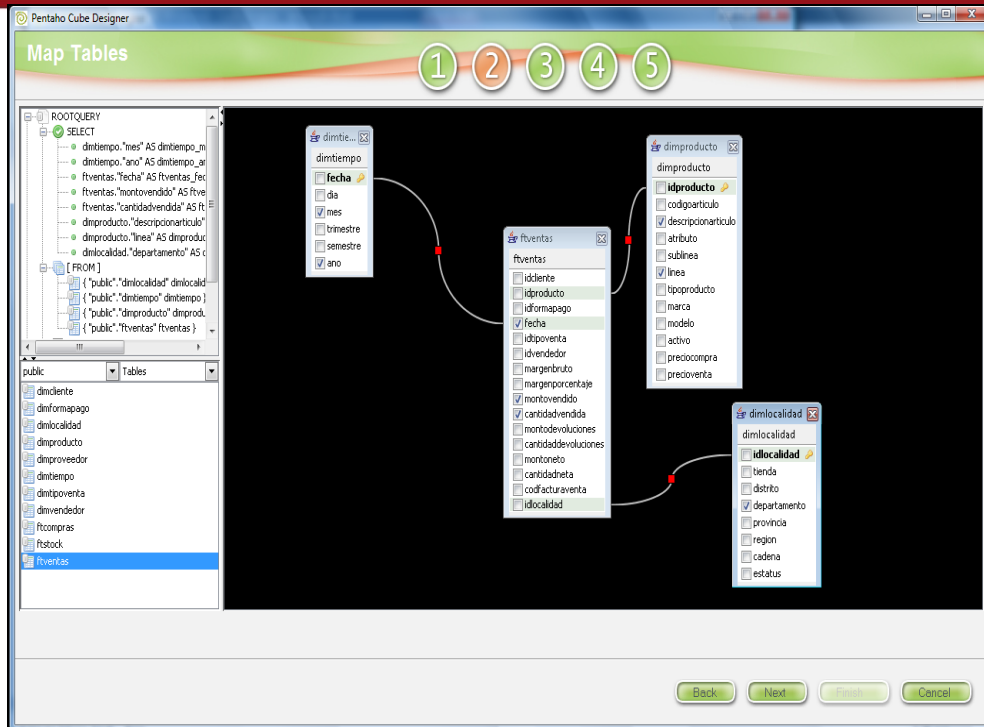 Pentaho Cube Designer
Map Tables
1 2 3 4 5
ROOTQUERY
SELECT
dimtiempo."mes" AS dimtiempo_m
dimtiempo."ano" AS dimtiempo_ar
ftventas."fecha" AS ftventas_fec
ftventas."montovendido" AS ftve
ftventas."cantidadvendida" AS ft
dimproducto."descripcionarticulo"
dimproducto."linea" AS dimproduc
dimlocalidad."departamento" AS c
[ FROM ]
{ "public"."dimlocalidad" dimlocalid
{ "public"."dimtiempo" dimtiempo }
{ "public"."dimproducto" dimprodu
{ "public"."ftventas" ftventas }
public
Tables
dimcliente
dimformapago
dimlocalidad
dimproducto
dimproveedor
dimtiempo
dimtipoventa
dimvendedor
ftcompras
ftstock
ftventas
dimtie...
dimtiempo
fecha
dia
mes
trimestre
semestre
ano
ftventas
ftventas
idcliente
idproducto
idformapago
fecha
idtipoventa
idvendedor
margenbruto
margenporcentaje
montovendido
cantidadvendida
montodevoluciones
cantidaddevoluciones
montoneto
cantidadneta
codfacturaventa
idlocalidad
dimproducto
dimproducto
idproducto
codigoarticulo
descripcionarticulo
atributo
sublinea
linea
tipoproducto
marca
modelo
activo
preciocompra
precioventa
dimlocalidad
dimlocalidad
idlocalidad
tienda
distrito
departamento
provincia
region
cadena
estatus
Back
Next
Finish
Cancel